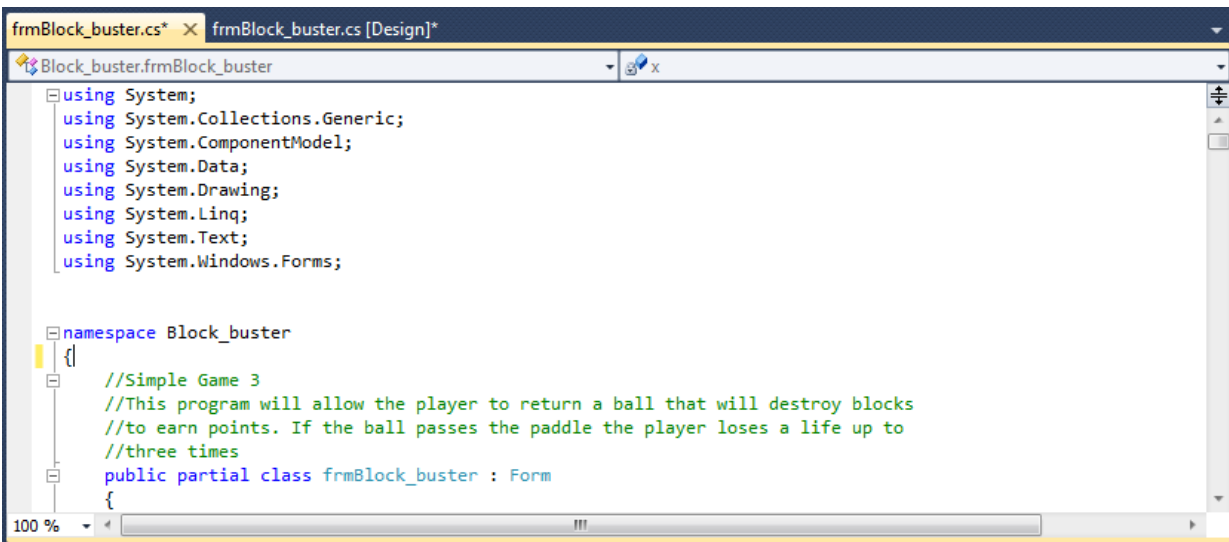 frmBlock_buster.cs* frmBlock_buster.cs [Design]*
Block_buster.frmBlock_buster x
using System;
using System.Collections.Generic;
using System.ComponentModel;
using System.Data;
using System.Drawing;
using System.Linq;
using System.Text;
using System.Windows.Forms;
namespace Block_buster
{
//Simple Game 3
//This program will allow the player to return a ball that will destroy blocks
//to earn points. If the ball passes the paddle the player loses a life up to
//three times
public partial class frmBlock_buster : Form
{
100 %